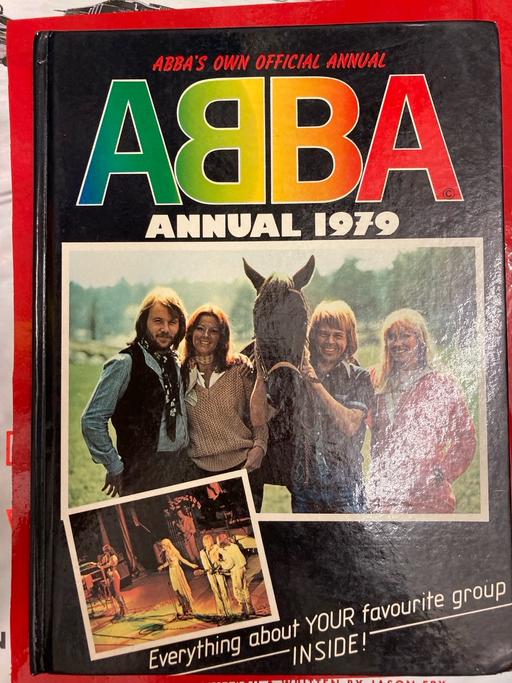 ABBA'S OWN OFFICIAL ANNUAL
ABBA
©
ANNUAL 1979
Everything about YOUR favourite group
INSIDE!